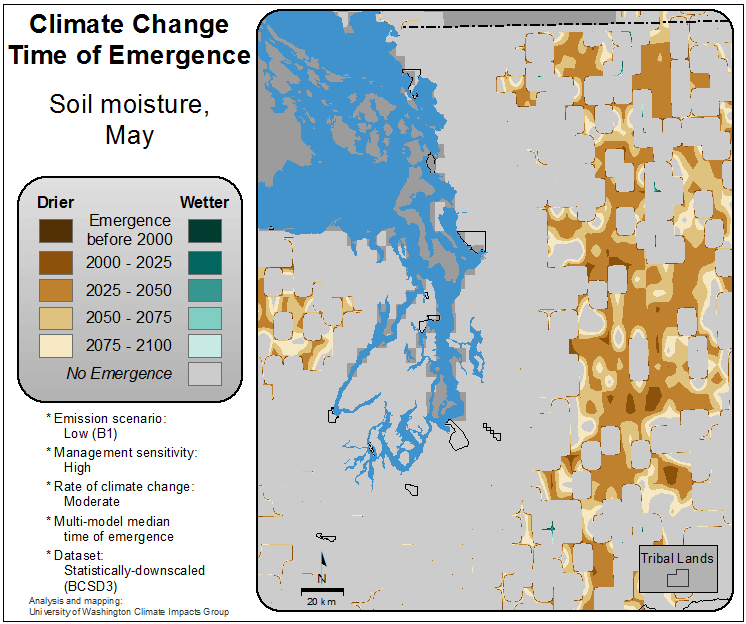 Climate Change
Time of Emergence
Soil moisture,
May
Drier Wetter
Emergence
before 2000
2000 - 2025
2025 - 2050
2050 - 2075
2075 - 2100
No Emergence
* Emission scenario:
Low (B1)
* Management sensitivity:
High
* Rate of climate change:
Moderate
* Multi-model median
time of emergence
* Dataset:
Statistically-downscaled
(BCSD3)
Analysis and mapping:
University of Washington Climate Impacts Group
N
20 km
Tribal Lands